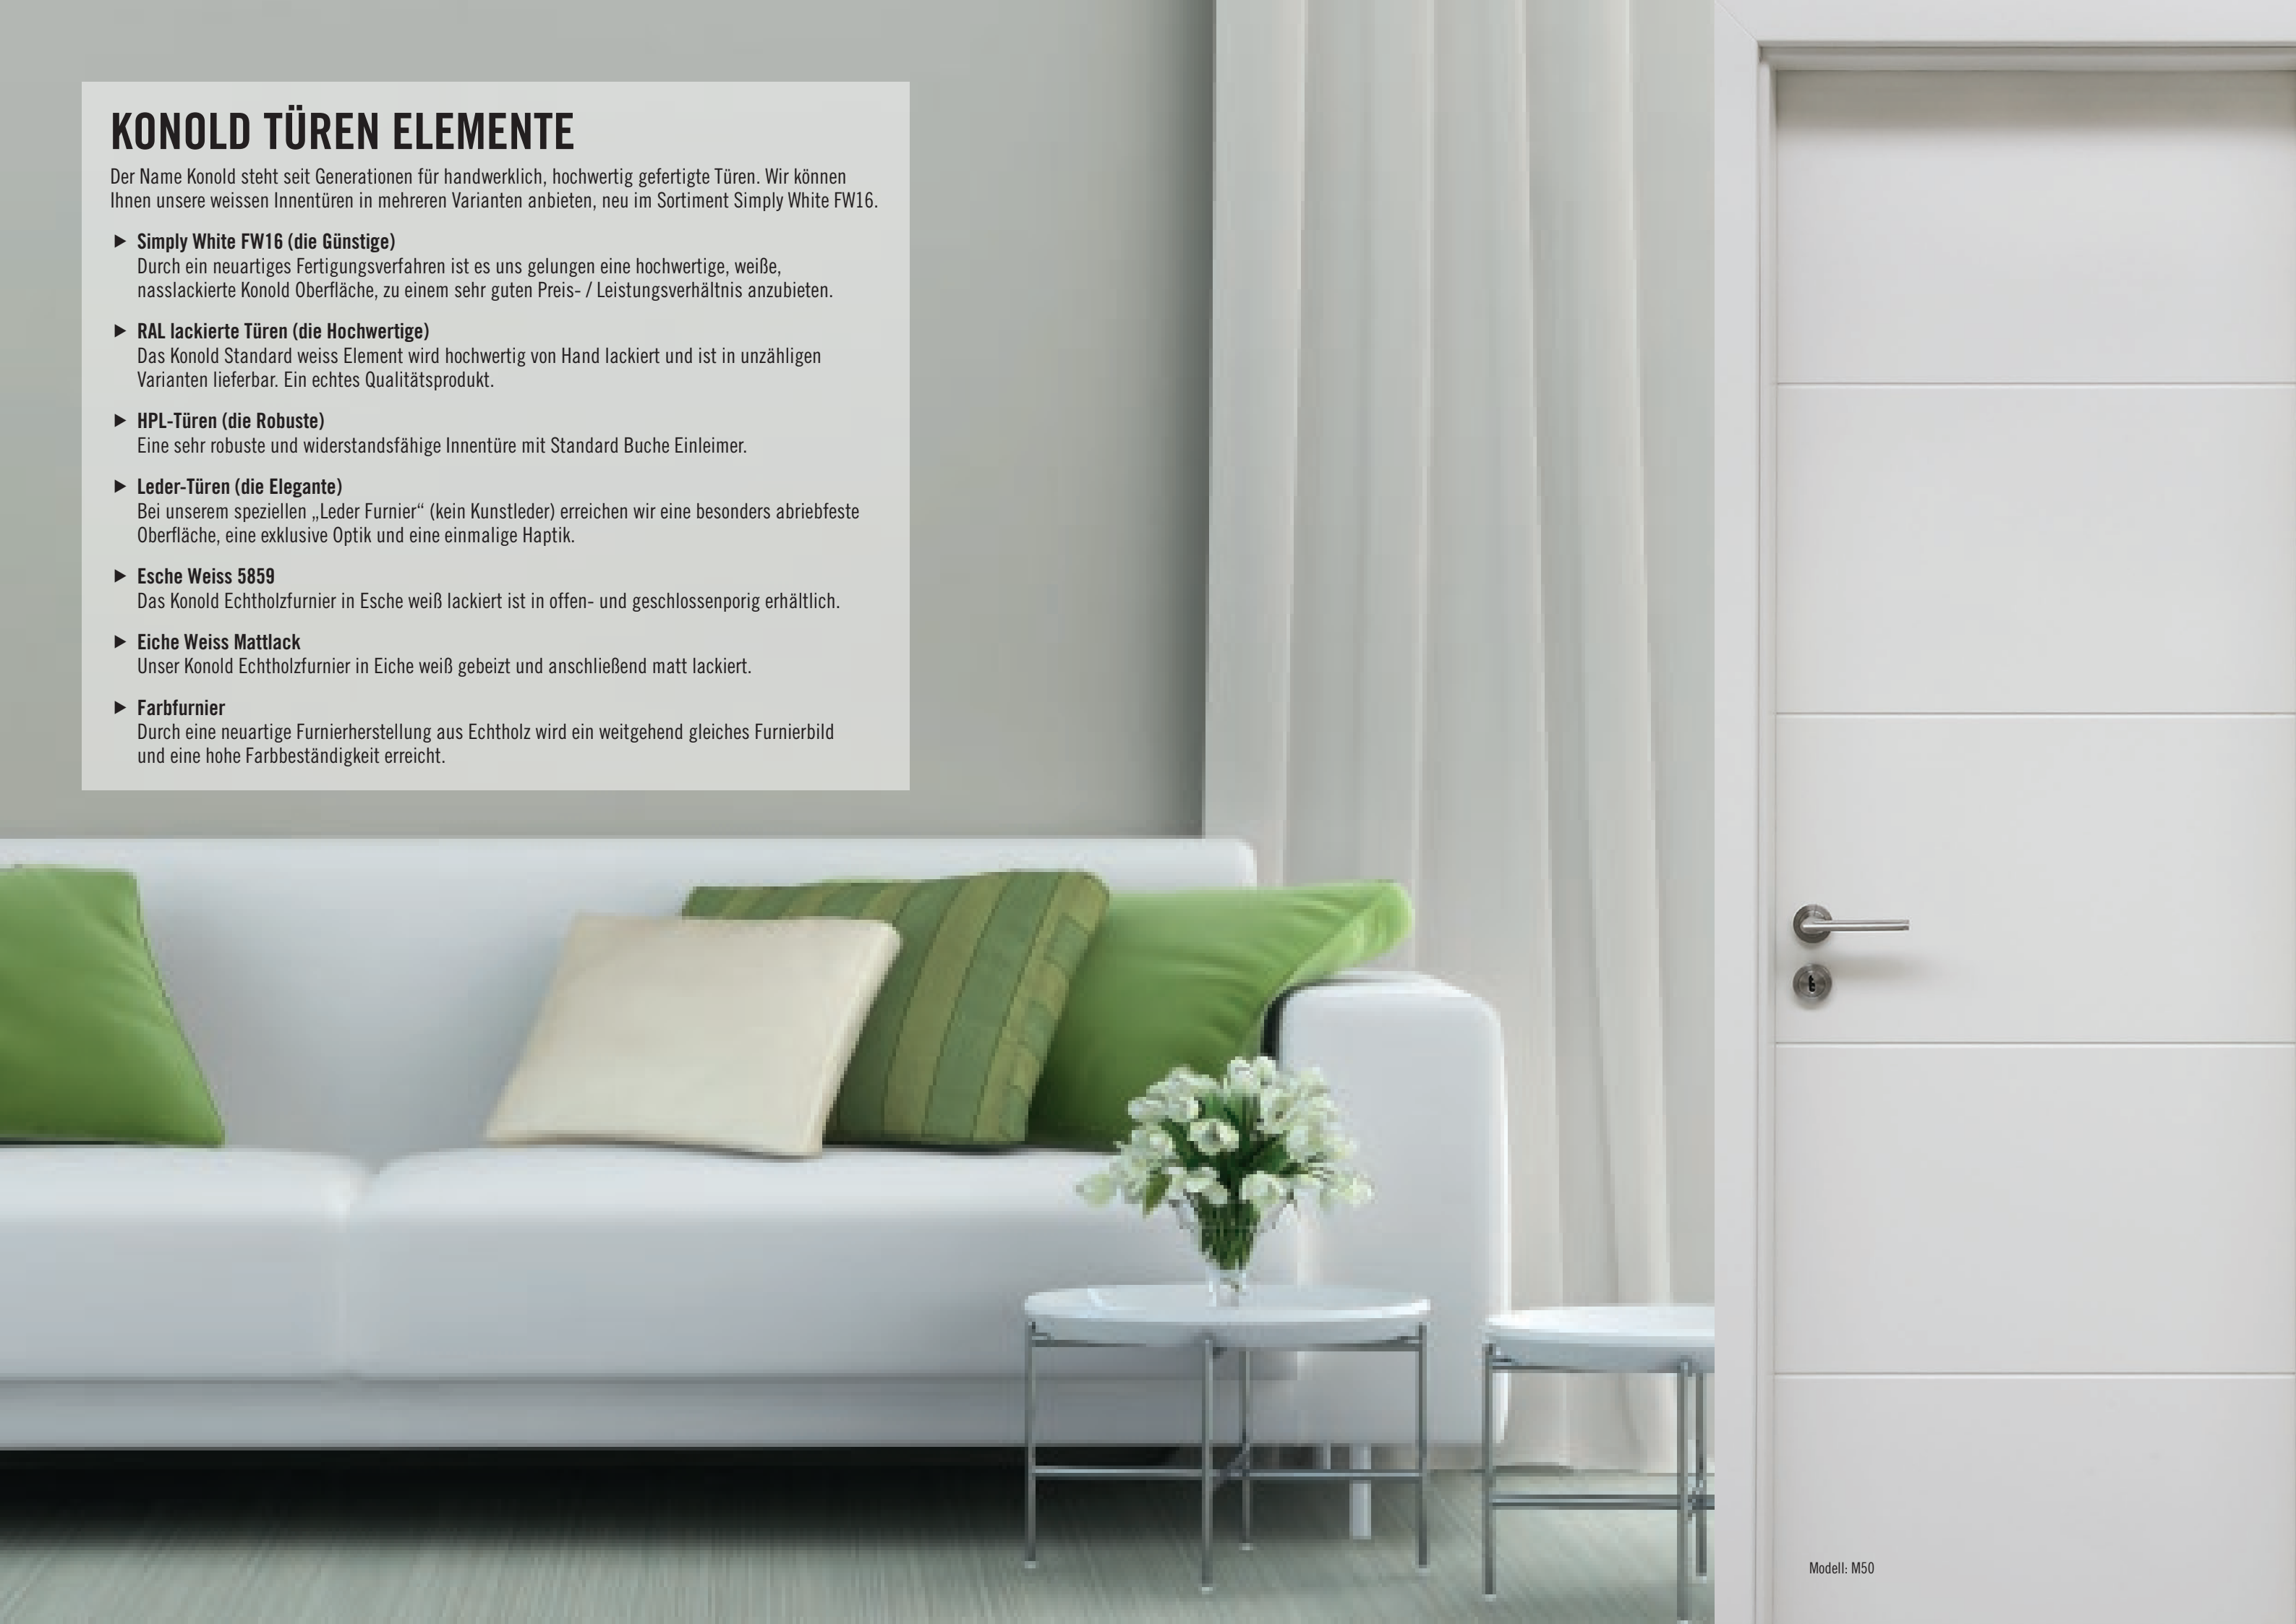 KONOLD TÜREN ELEMENTE
Der Name Konold steht seit Generationen für handwerklich, hochwertig gefertigte Türen. Wir können
Ihnen unsere weissen Innentüren in mehreren Varianten anbieten, neu im Sortiment Simply White FW16.
▶ Simply White FW16 (die Günstige)
Durch ein neuartiges Fertigungsverfahren ist es uns gelungen eine hochwertige, weiße,
nasslackierte Konold Oberfläche, zu einem sehr guten Preis- / Leistungsverhältnis anzubieten.
▶ RAL lackierte Türen (die Hochwertige)
Das Konold Standard weiss Element wird hochwertig von Hand lackiert und ist in unzähligen
Varianten lieferbar. Ein echtes Qualitätsprodukt.
▶ HPL-Türen (die Robuste)
Eine sehr robuste und widerstandsfähige Innentüre mit Standard Buche Einleimer.
▶ Leder-Türen (die Elegante)
Bei unserem speziellen „Leder Furnier“ (kein Kunstleder) erreichen wir eine besonders abriebfeste
Oberfläche, eine exklusive Optik und eine einmalige Haptik.
▶ Esche Weiss 5859
Das Konold Echtholzfurnier in Esche weiß lackiert ist in offen- und geschlossenporig erhältlich.
▶ Eiche Weiss Mattlack
Unser Konold Echtholzfurnier in Eiche weiß gebeizt und anschließend matt lackiert.
▶ Farbfurnier
Durch eine neuartige Furnierherstellung aus Echtholz wird ein weitgehend gleiches Furnierbild
und eine hohe Farbbeständigkeit erreicht.
Modell: M50